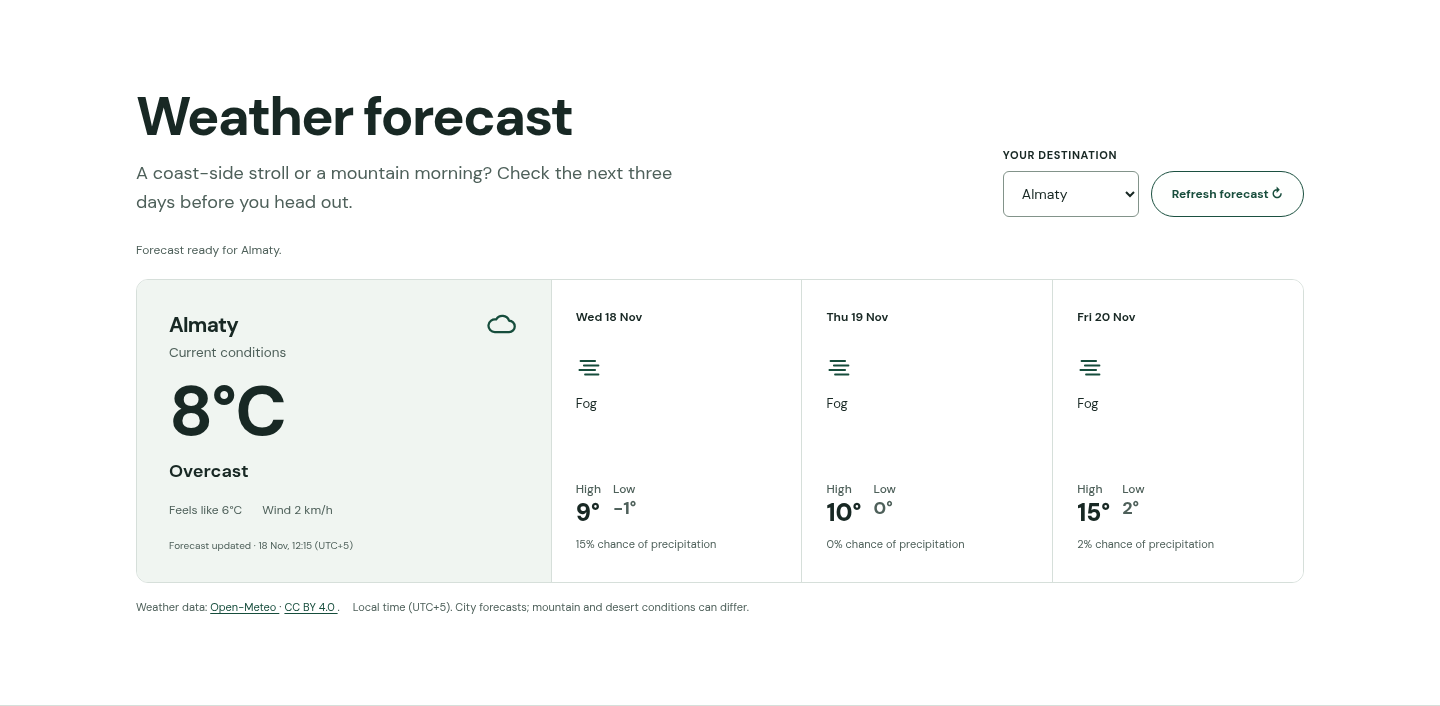 Weather forecast
A coast-side stroll or a mountain morning? Check the next three
days before you head out.
YOUR DESTINATION
Almaty
Refresh forecast ↻
Forecast ready for Almaty.
Almaty
Current conditions
8°C
Overcast
Feels like 6°C Wind 2 km/h
Forecast updated · 18 Nov, 12:15 (UTC+5)
Wed 18 Nov
Fog
High Low
9° −1°
15% chance of precipitation
Thu 19 Nov
Fog
High Low
10° 0°
0% chance of precipitation
Fri 20 Nov
Fog
High Low
15° 2°
2% chance of precipitation
Weather data: Open-Meteo · CC BY 4.0 . Local time (UTC+5). City forecasts; mountain and desert conditions can differ.